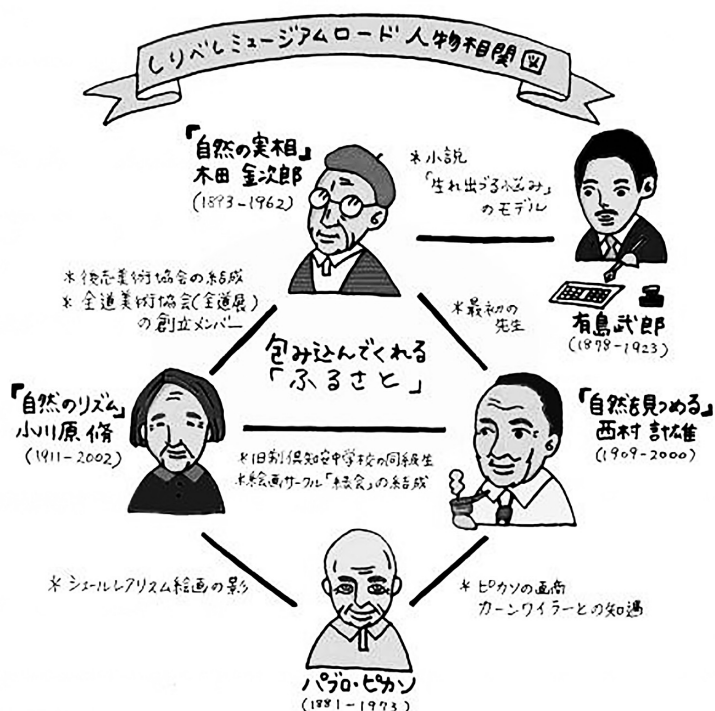 しりべしミュージアムロード人物相関図
『自然の実相』
木田金次郎
(1893-1962)
*小説
「生れ出づる悩み」
のモデル
有島武郎
(1878-1923)
*後志美術協会の結成
*全道美術協会(全道展)
の創立メンバー
*最初の
先生
包み込んでくれる
「ふるさと」
『自然のリズム』
小川原脩
(1911-2002)
『自然を見つめる』
西村計雄
(1909-2000)
*旧制倶知安中学校の同級生
*絵画サークル「緑会」の結成
*シュールレアリスム絵画の影
*ピカソの画商
カーンワイラーとの知遇
パブロ・ピカソ
(1881-1973)